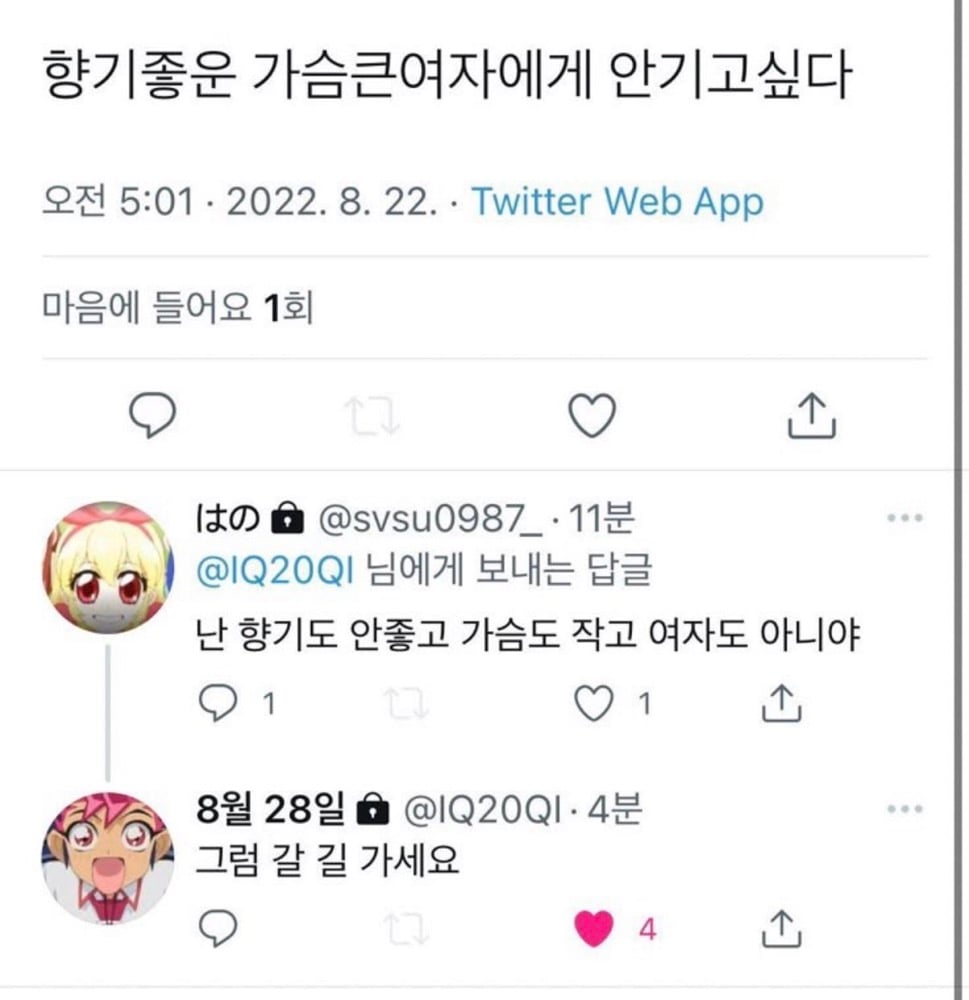 향기좋운 가슴큰여자에게 안기고싶다
오전 5:01 · 2022. 8. 22. · Twitter Web App
마음에 들어요 1회
はの @svsu0987_ · 11분
@IQ20QI 님에게 보내는 답글
난 향기도 안좋고 가슴도 작고 여자도 아니야
1 1
8월 28일 @IQ20QI · 4분
그럼 갈 길 가세요
4